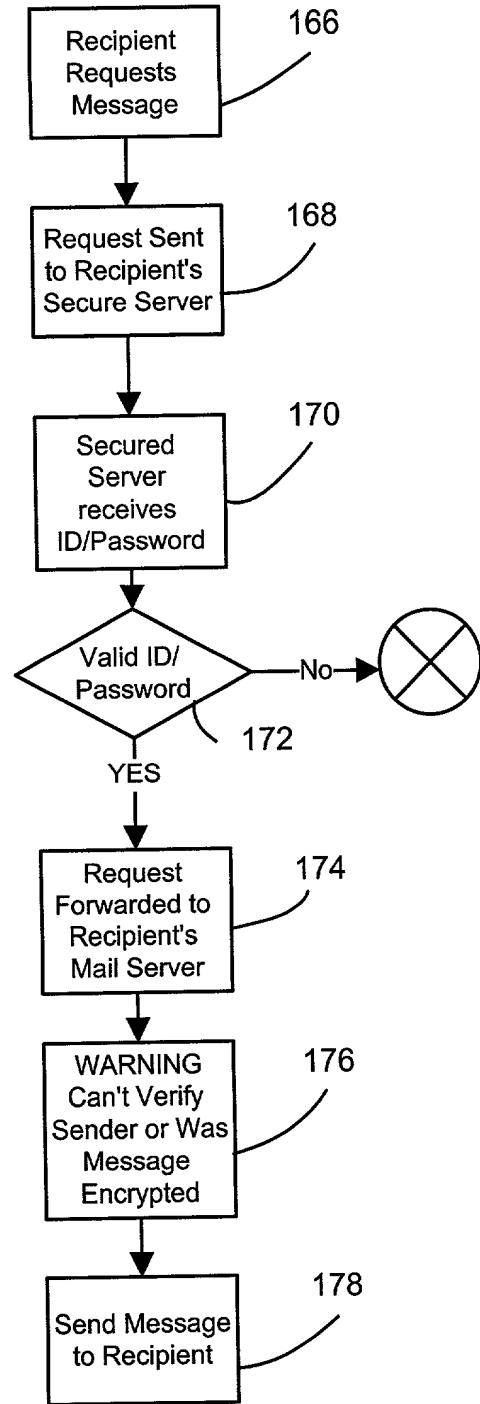 Recipient
Requests
Message
166
Request Sent
to Recipient's
Secure Server
168
Secured
Server
receives
ID/Password
170
Valid ID/
Password
No
172
YES
Request
Forwarded to
Recipient's
Mail Server
174
WARNING
Can't Verify
Sender or Was
Message
Encrypted
176
Send Message
to Recipient
178